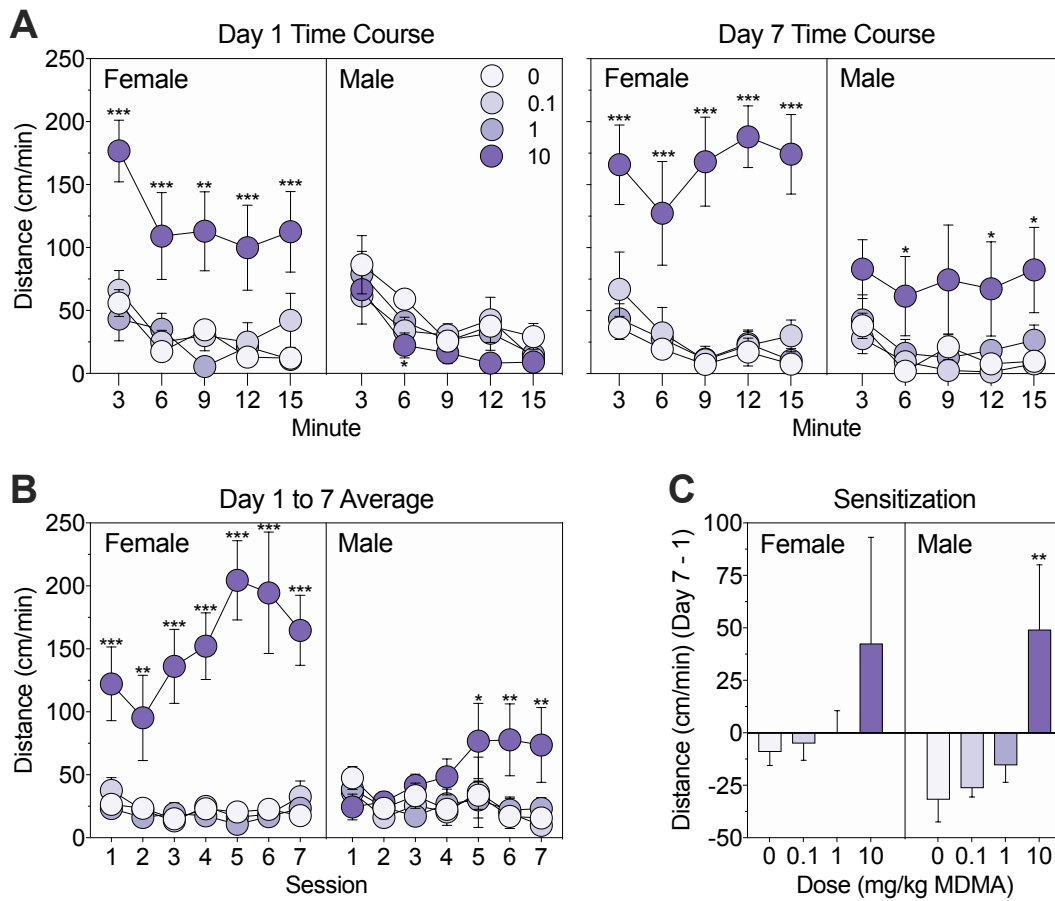 A
Day 1 Time Course
Day 7 Time Course
Distance (cm/min)
250
200
150
100
50
0
Female
Male
0
0.1
1
10
***
***
**
***
***
*
3 6 9 12 15 3 6 9 12 15
Minute
Female
Male
***
***
***
***
***
*
*
*
3 6 9 12 15 3 6 9 12 15
Minute
B
Day 1 to 7 Average
Distance (cm/min)
250
200
150
100
50
0
Female
Male
***
**
***
***
***
***
***
*
**
**
1 2 3 4 5 6 7 1 2 3 4 5 6 7
Session
C
Sensitization
Distance (cm/min) (Day 7 - 1)
100
75
50
25
0
-25
-50
Female
Male
**
0 0.1 1 10 0 0.1 1 10
Dose (mg/kg MDMA)